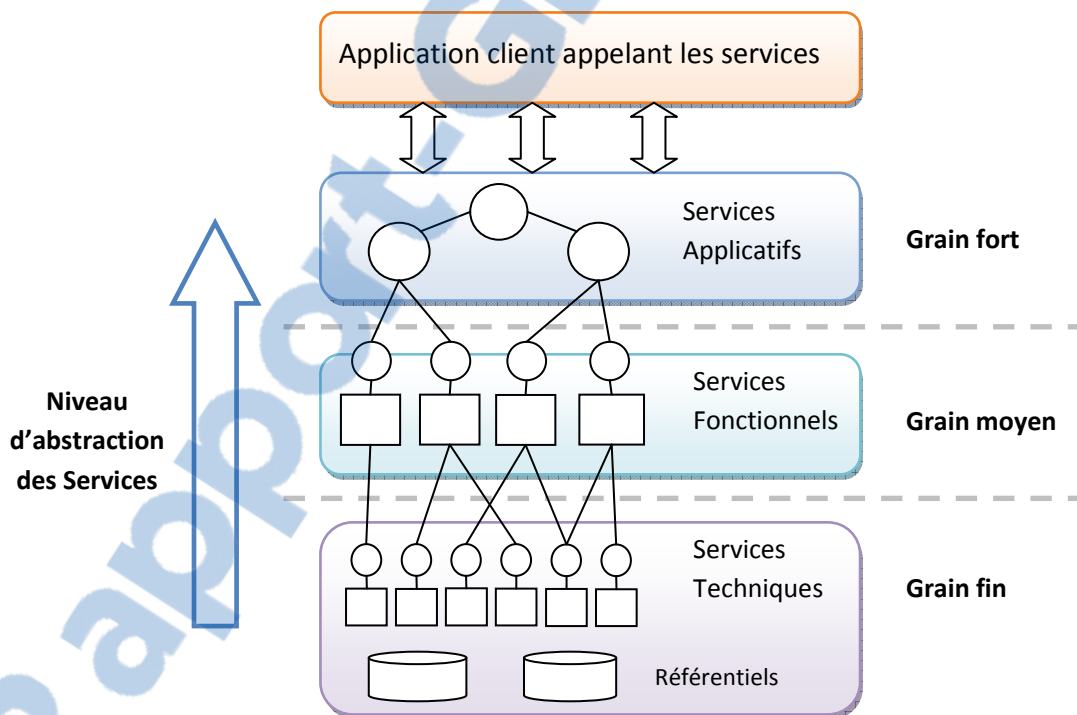 Application client appelant les services
Services
Applicatifs
Grain fort
Niveau
d'abstraction
des Services
Services
Fonctionnels
Grain moyen
Services
Techniques
Grain fin
Référentiels